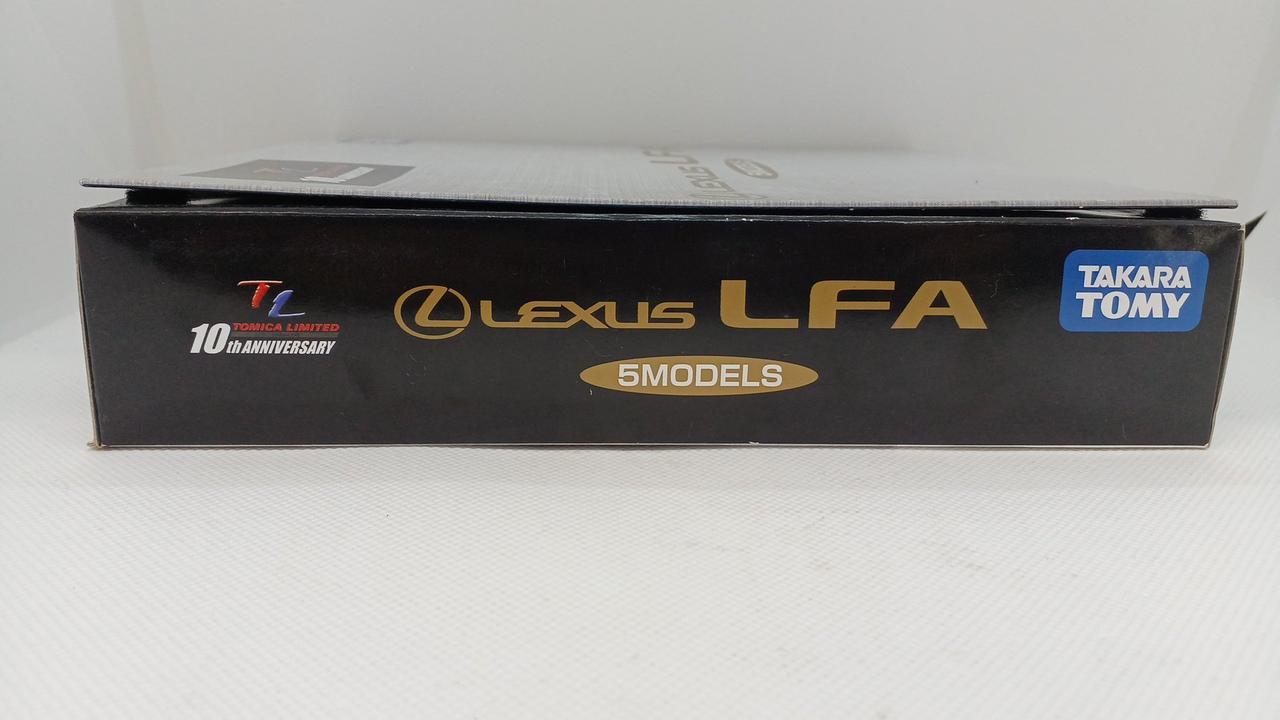 TL
TOMICA LIMITED
10th ANNIVERSARY
LEXUS LFA
5MODELS
TAKARA
TOMY